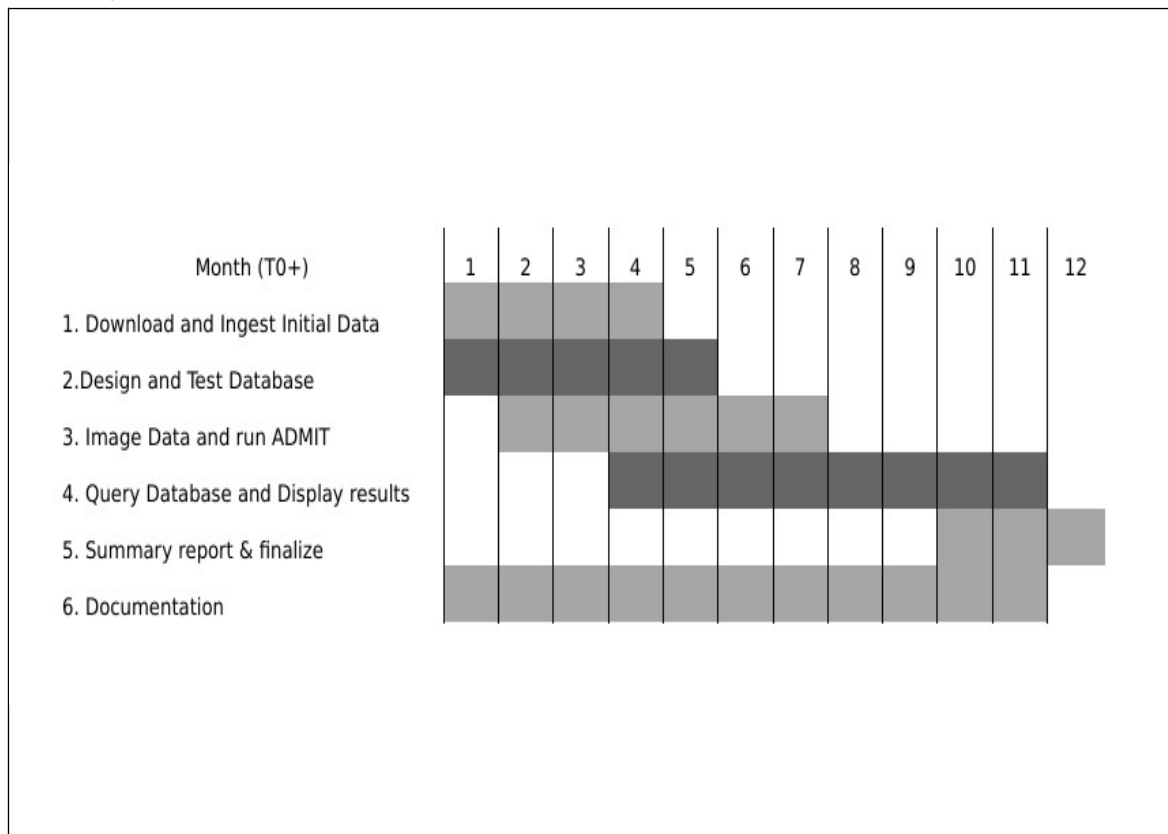 Month (T0+) 1 2 3 4 5 6 7 8 9 10 11 12
1. Download and Ingest Initial Data
2.Design and Test Database
3. Image Data and run ADMIT
4. Query Database and Display results
5. Summary report & finalize
6. Documentation